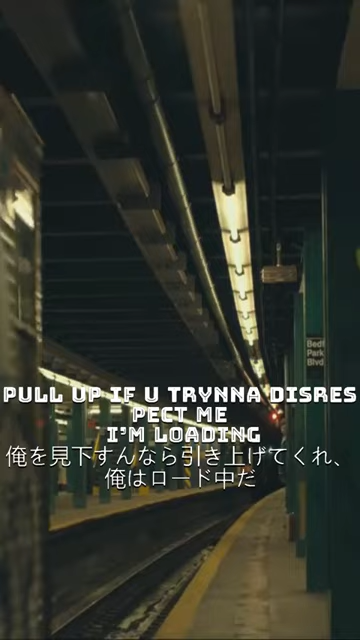 Bedf
Park
Blvd
PULL UP IF U TRYNNA DISRES
PECT ME
I'M LOADING
俺を見下すんなら引き上げてくれ、
俺はロード中だ